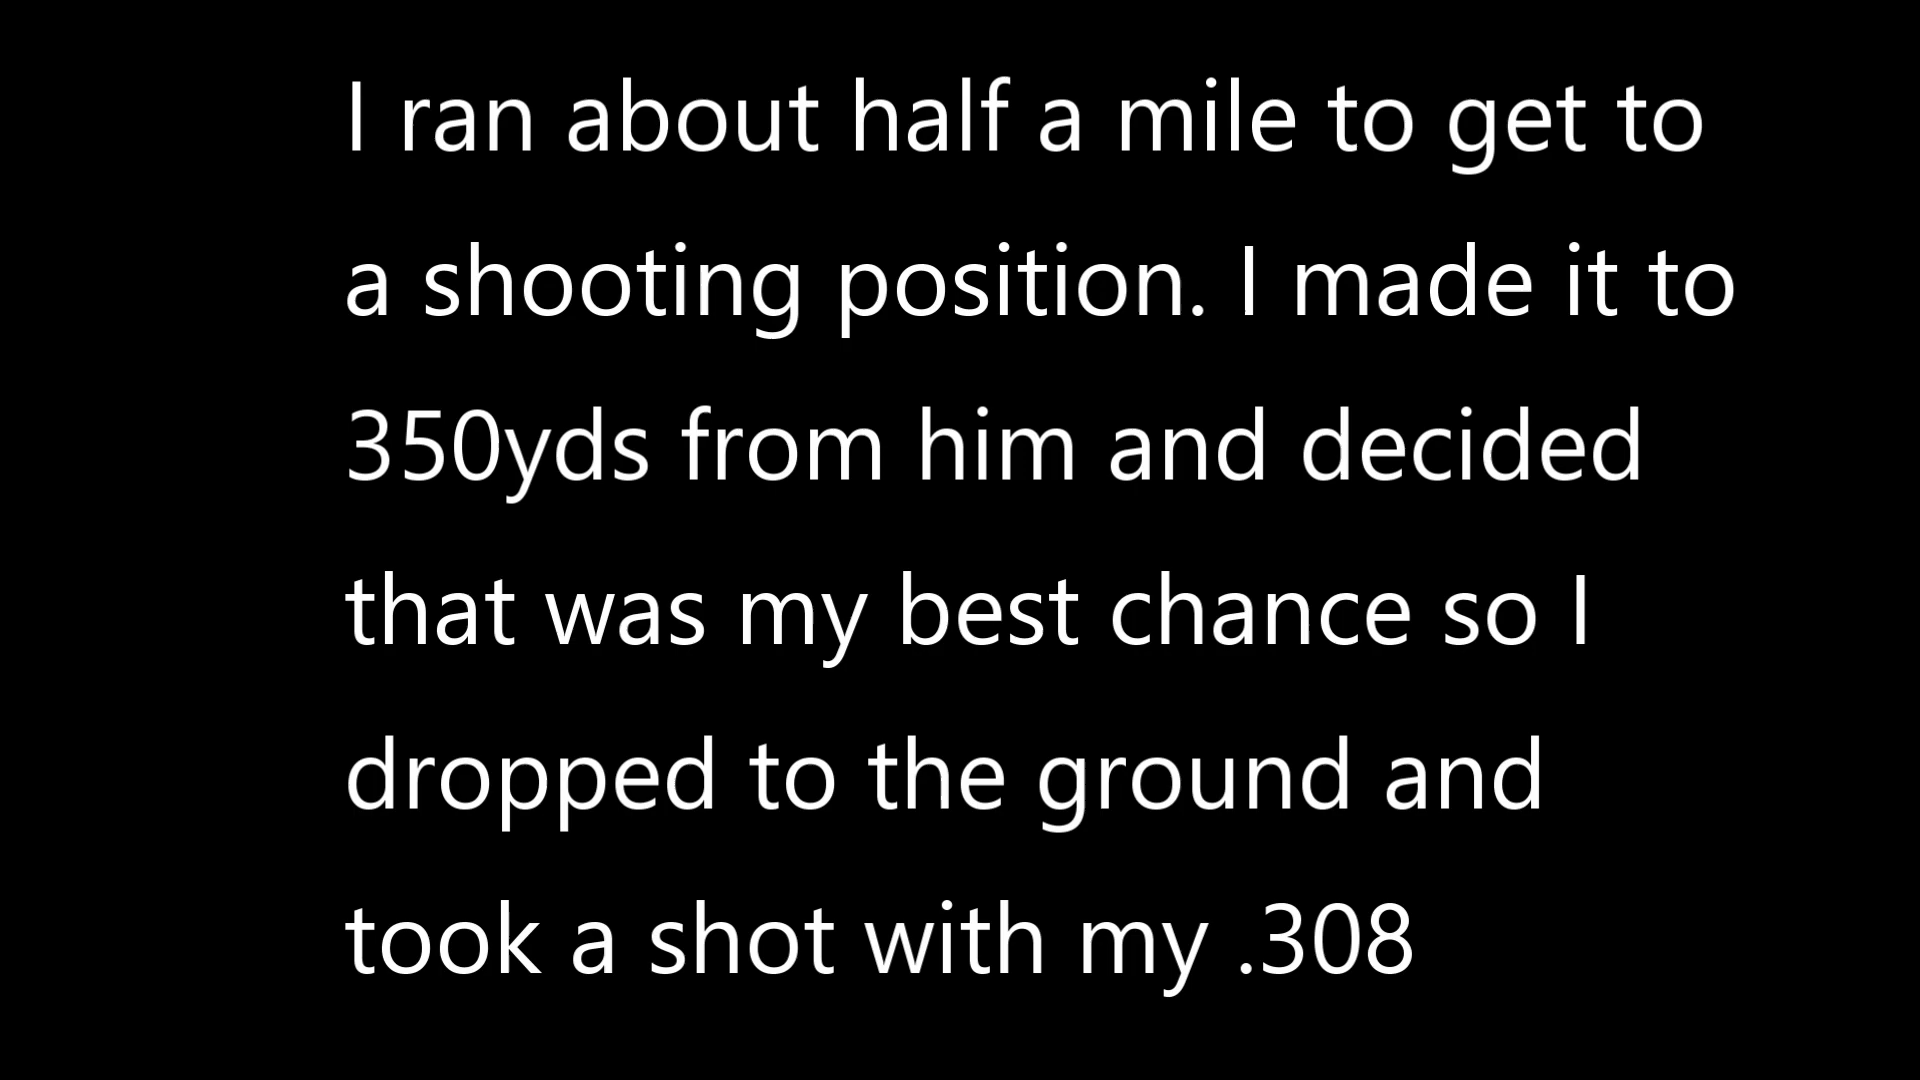 I ran about half a mile to get to
a shooting position. I made it to
350yds from him and decided
that was my best chance so I
dropped to the ground and
took a shot with my .308